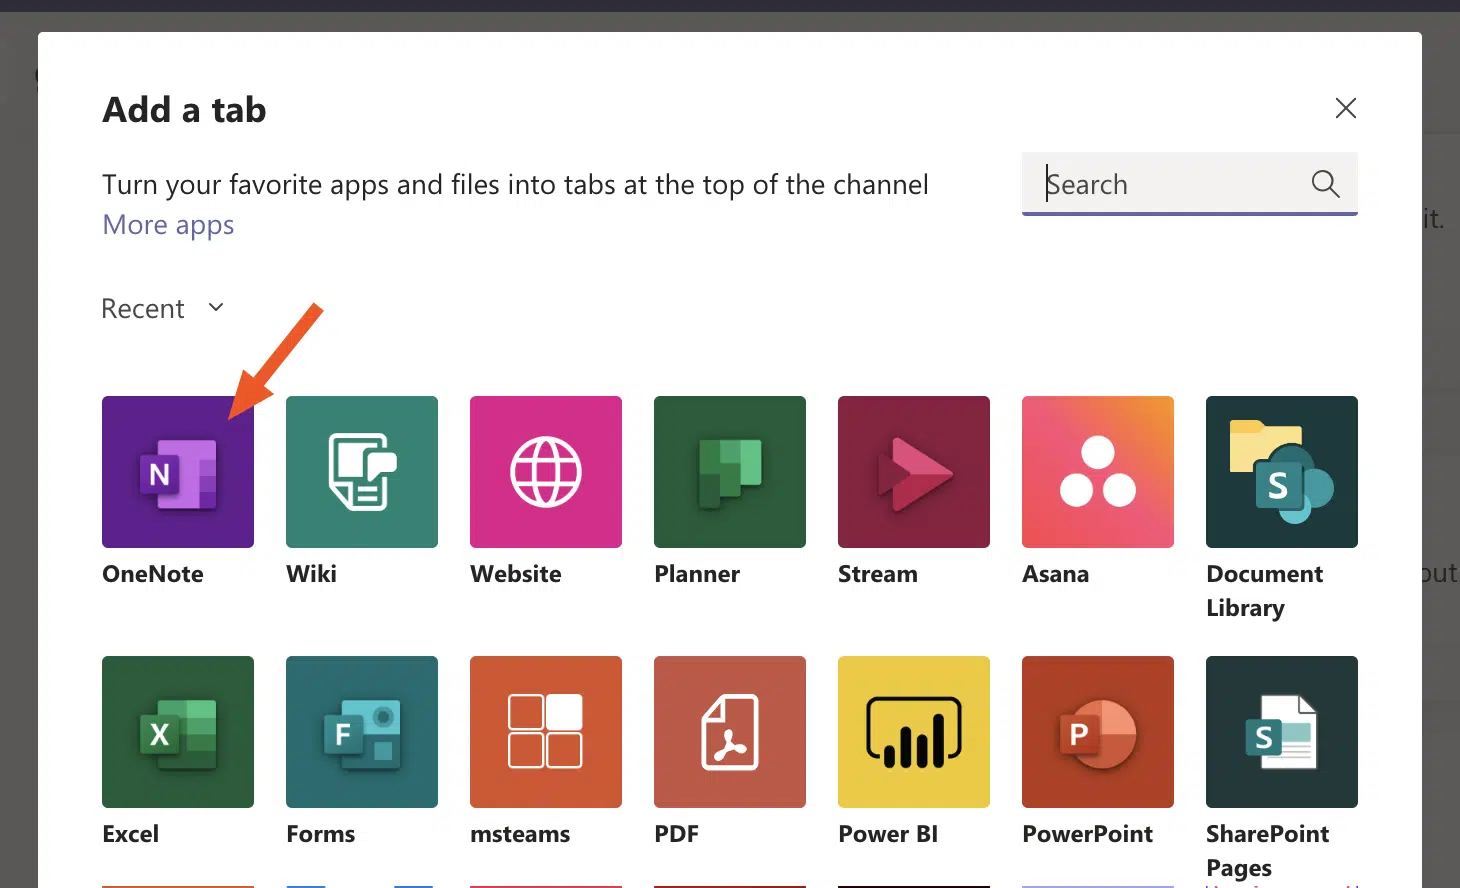 Add a tab
Turn your favorite apps and files into tabs at the top of the channel
More apps
Search
it.
Recent
N
S
OneNote
Wiki
Website
Planner
Stream
Asana
Document
Library
but
X
F
P
S
Excel
Forms
msteams
PDF
Power BI
PowerPoint
SharePoint
Pages